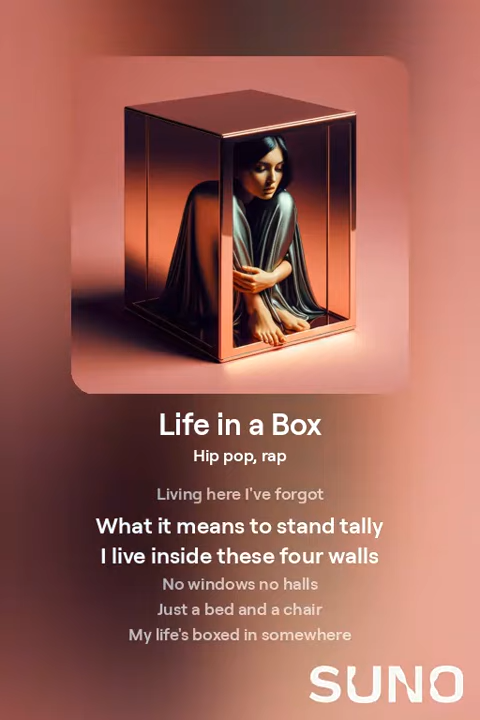 Life in a Box
Hip pop, rap
Living here I've forgot
What it means to stand tally
I live inside these four walls
No windows no halls
Just a bed and a chair
My life's boxed in somewhere
SUNO